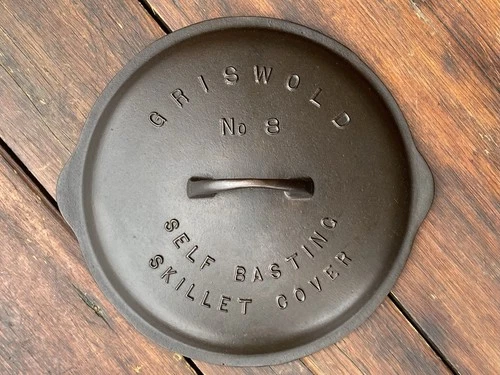 GRISWOLD
No 8
SELF BASTING
SKILLET COVER